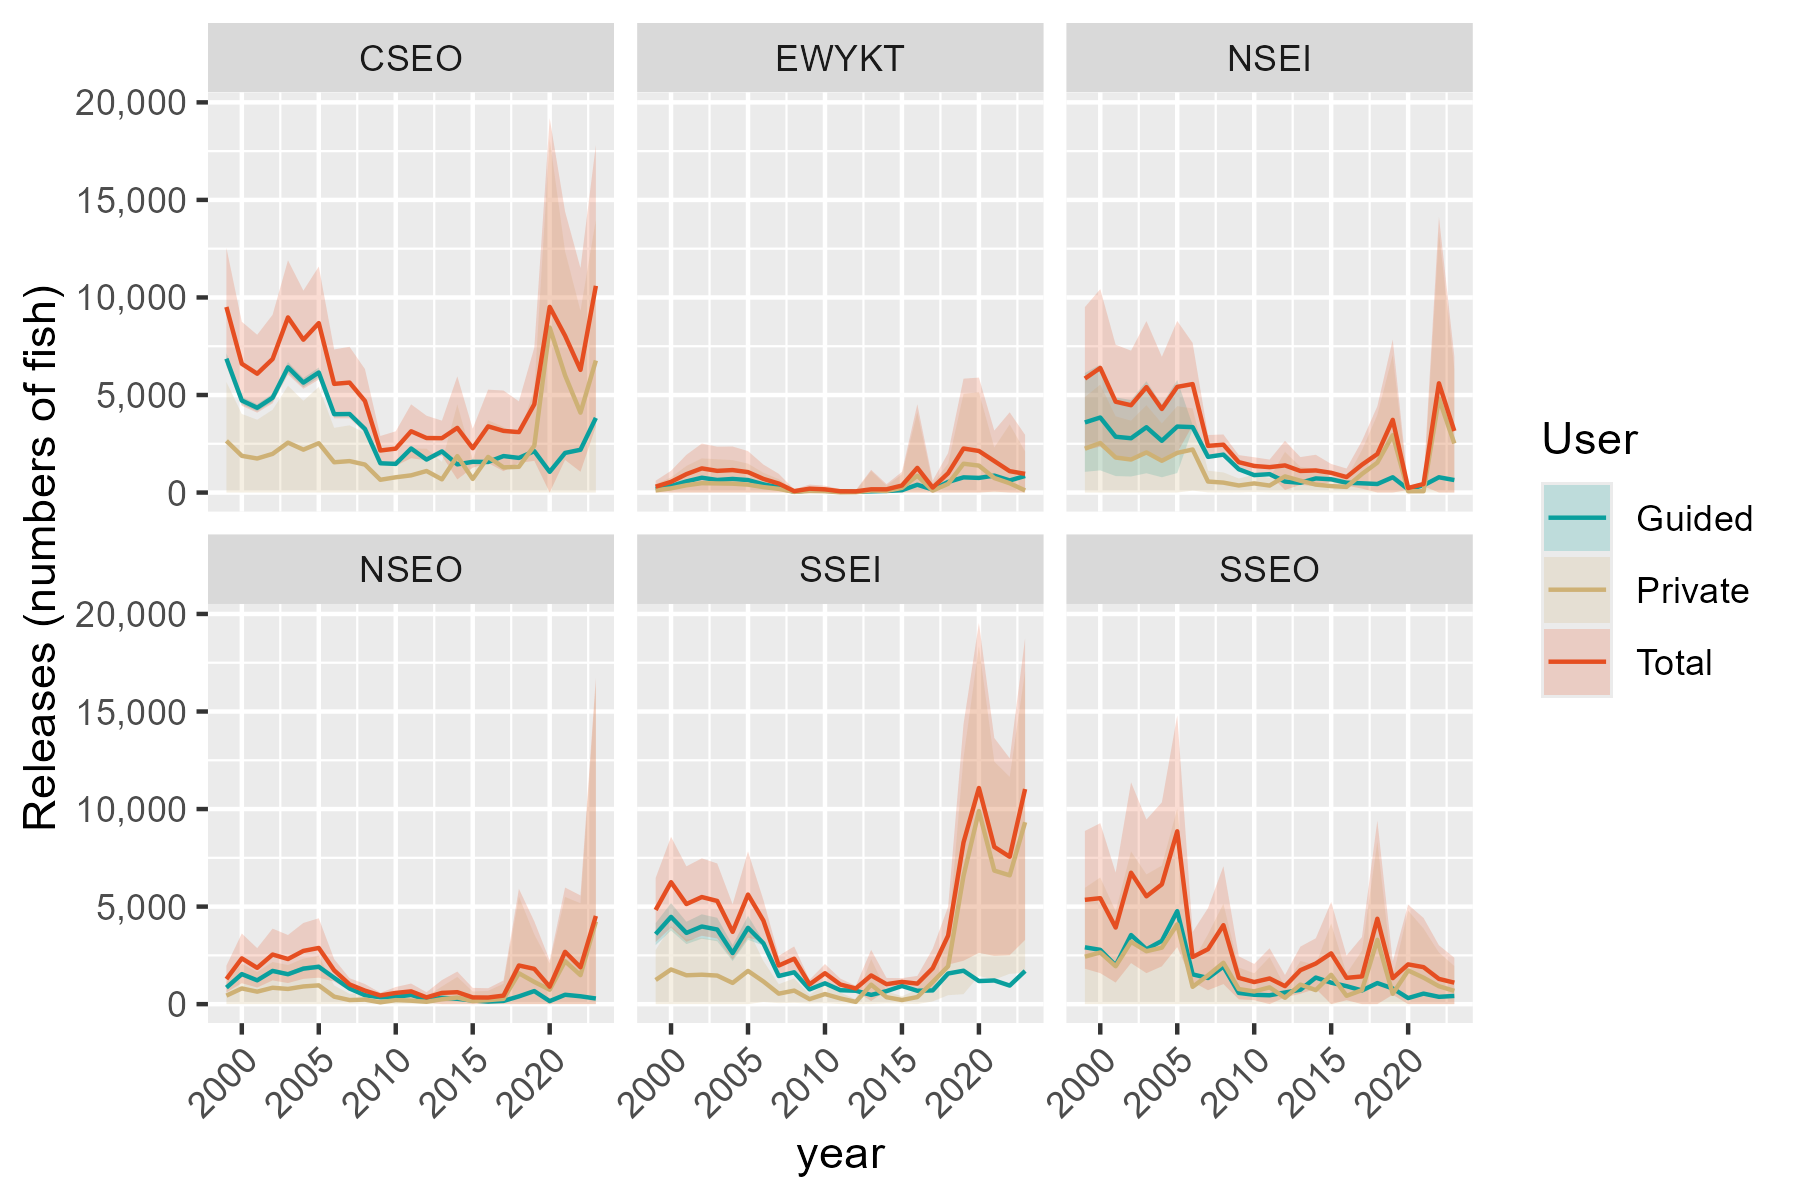 CSEO EWYKT NSEI
20,000
15,000
10,000
5,000
0
NSEO SSEI SSEO
20,000
15,000
10,000
5,000
0
2000 2005 2010 2015 2020 2000 2005 2010 2015 2020 2000 2005 2010 2015 2020
year
Releases (numbers of fish)
User
Guided
Private
Total